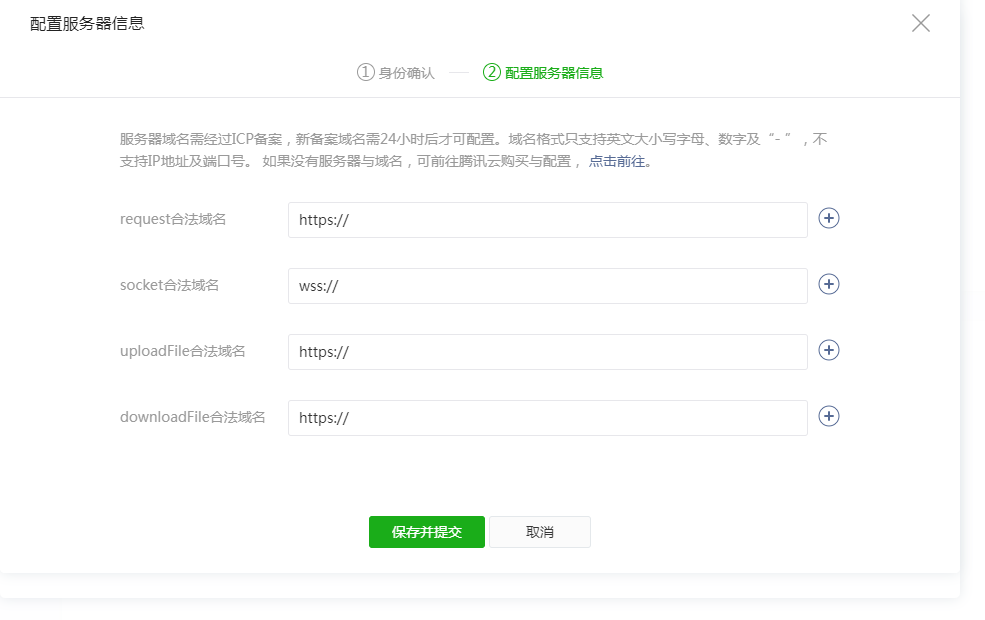 配置服务器信息
① 身份确认 — ② 配置服务器信息
服务器域名需经过ICP备案，新备案域名需24小时后才可配置。域名格式只支持英文大小写字母、数字及“- ”，不
支持IP地址及端口号。 如果没有服务器与域名，可前往腾讯云购买与配置， 点击前往。
request合法域名 https://
socket合法域名 wss://
uploadFile合法域名 https://
downloadFile合法域名 https://
保存并提交 取消